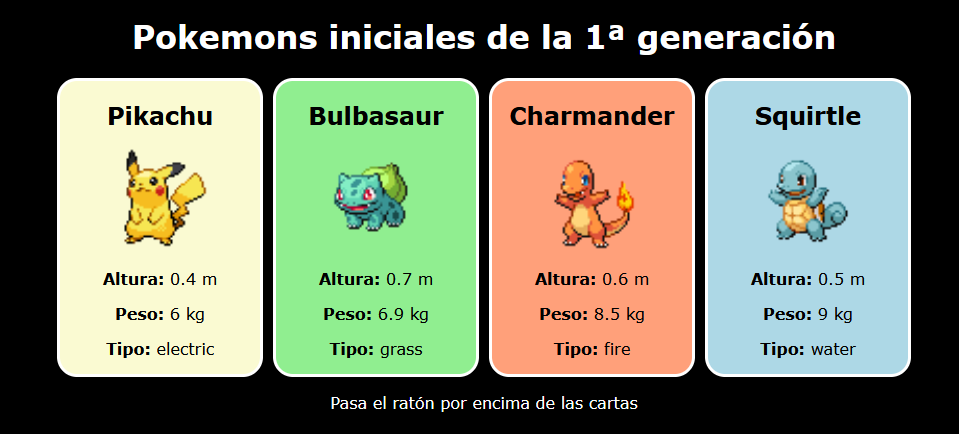 Pokemons iniciales de la 1ª generación
Pikachu
Altura: 0.4 m
Peso: 6 kg
Tipo: electric
Bulbasaur
Altura: 0.7 m
Peso: 6.9 kg
Tipo: grass
Charmander
Altura: 0.6 m
Peso: 8.5 kg
Tipo: fire
Squirtle
Altura: 0.5 m
Peso: 9 kg
Tipo: water
Pasa el ratón por encima de las cartas